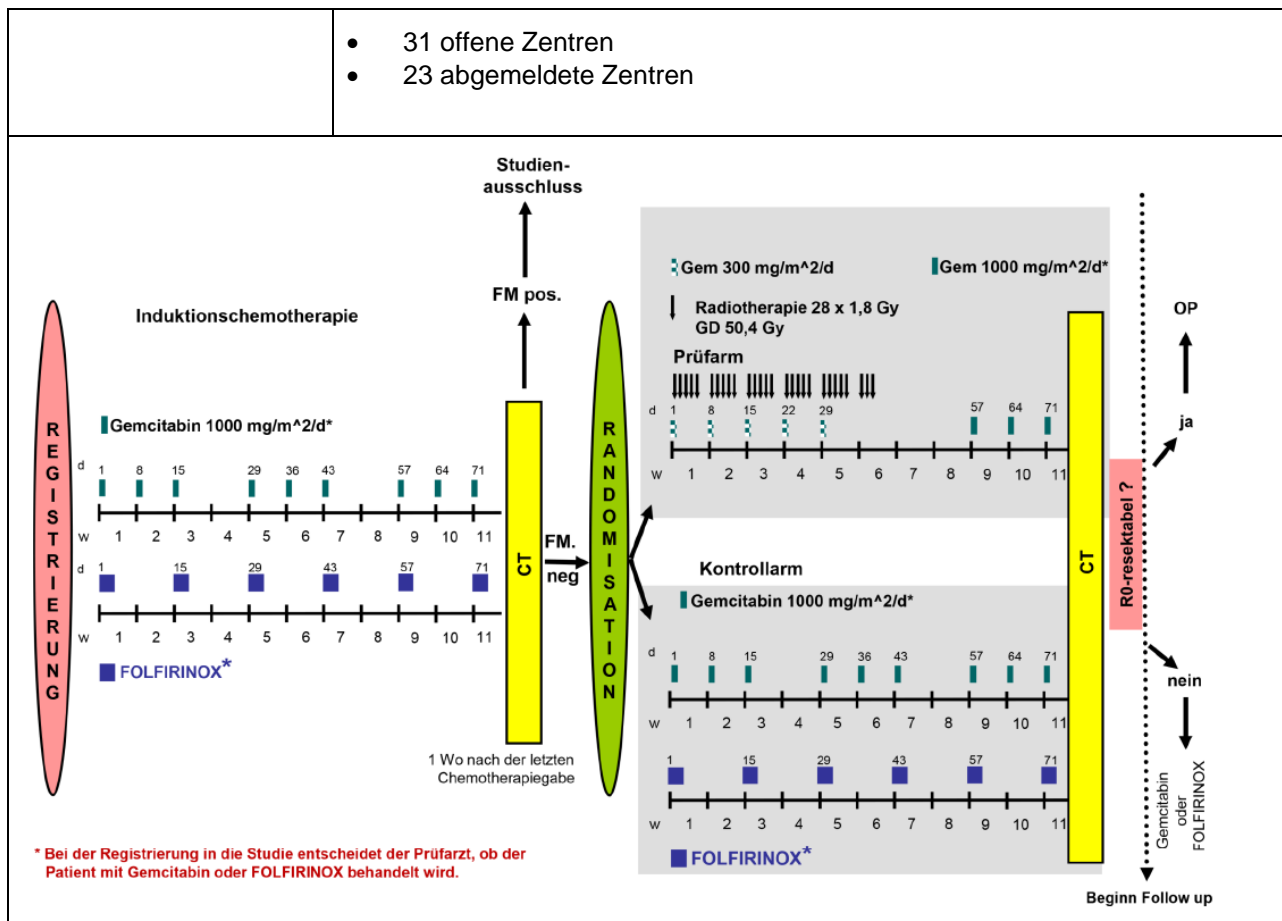 • 31 offene Zentren
• 23 abgemeldete Zentren
Studien-
ausschluss
FM pos.
Induktionschemotherapie
REGISTRIERUNG
Gemcitabin 1000 mg/m^2/d*
d
1 8 15 29 36 43 57 64 71
w
1 2 3 4 5 6 7 8 9 10 11
d
1 15 29 43 57 71
w
1 2 3 4 5 6 7 8 9 10 11
FOLFIRINOX*
CT
1 Wo nach der letzten
Chemotherapiegabe
FM.
neg
RANDOMISATION
Gem 300 mg/m^2/d
Gem 1000 mg/m^2/d*
Radiotherapie 28 x 1,8 Gy
GD 50,4 Gy
Prüfarm
d
1 8 15 22 29 57 64 71
w
1 2 3 4 5 6 7 8 9 10 11
Kontrollarm
Gemcitabin 1000 mg/m^2/d*
d
1 8 15 29 36 43 57 64 71
w
1 2 3 4 5 6 7 8 9 10 11
1 15 29 43 57 71
w
1 2 3 4 5 6 7 8 9 10 11
FOLFIRINOX*
CT
R0-resektabel ?
OP
ja
nein
Gemcitabin
oder
FOLFIRINOX
Beginn Follow up
* Bei der Registrierung in die Studie entscheidet der Prüfarzt, ob der
Patient mit Gemcitabin oder FOLFIRINOX behandelt wird.